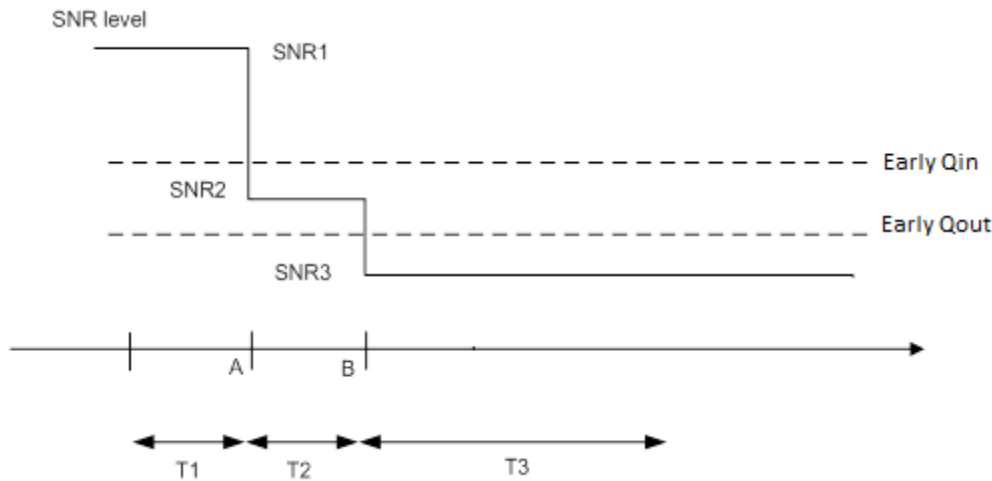 SNR level
SNR1
Early Qin
SNR2
Early Qout
SNR3
A
B
T1
T2
T3